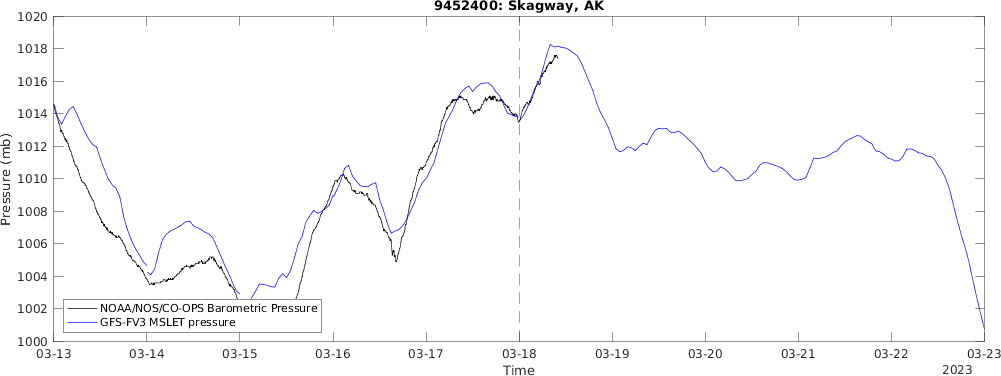 9452400: Skagway, AK
1020
1018
1016
1014
1012
1010
1008
1006
1004
1002
1000
Pressure (mb)
NOAA/NOS/CO-OPS Barometric Pressure
GFS-FV3 MSLET pressure
03-13 03-14 03-15 03-16 03-17 03-18 03-19 03-20 03-21 03-22 03-23
Time
2023